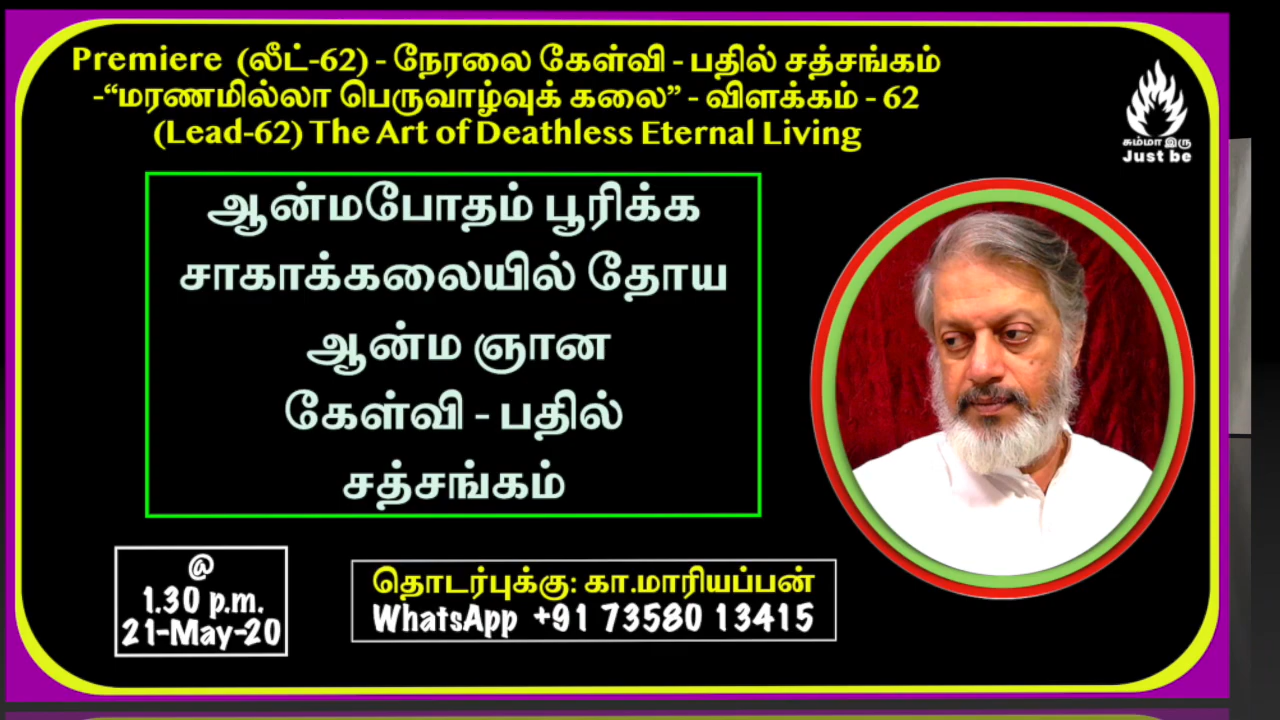 Premiere (லீட்-62) - நேரலை கேள்வி - பதில் சத்சங்கம்
-“மரணமில்லா பெருவாழ்வுக் கலை” - விளக்கம் - 62
(Lead-62) The Art of Deathless Eternal Living
சும்மா இரு
Just be
ஆன்மபோதம் பூரிக்க
சாகாக்கலையில் தோய
ஆன்ம ஞான
கேள்வி - பதில்
சத்சங்கம்
@
1.30 p.m.
21-May-20
தொடர்புக்கு: கா.மாரியப்பன்
WhatsApp +91 73580 13415